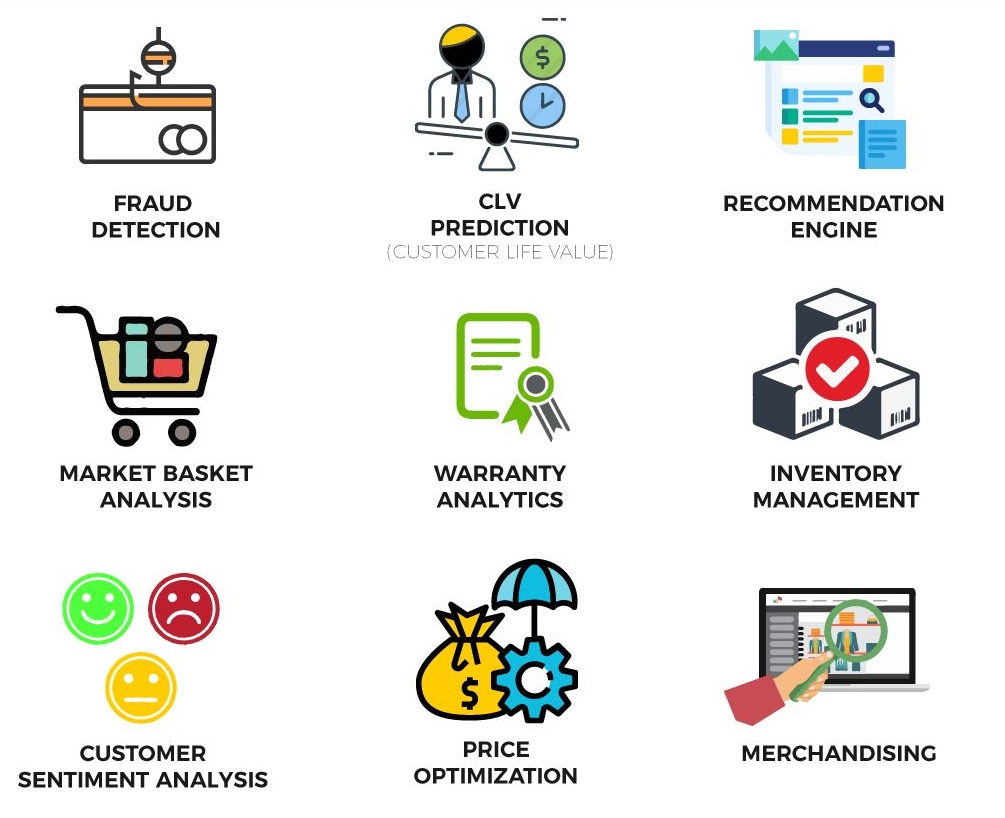 FRAUD
DETECTION
CLV
PREDICTION
(CUSTOMER LIFE VALUE)
RECOMMENDATION
ENGINE
MARKET BASKET
ANALYSIS
WARRANTY
ANALYTICS
INVENTORY
MANAGEMENT
CUSTOMER
SENTIMENT ANALYSIS
$
$
PRICE
OPTIMIZATION
MERCHANDISING